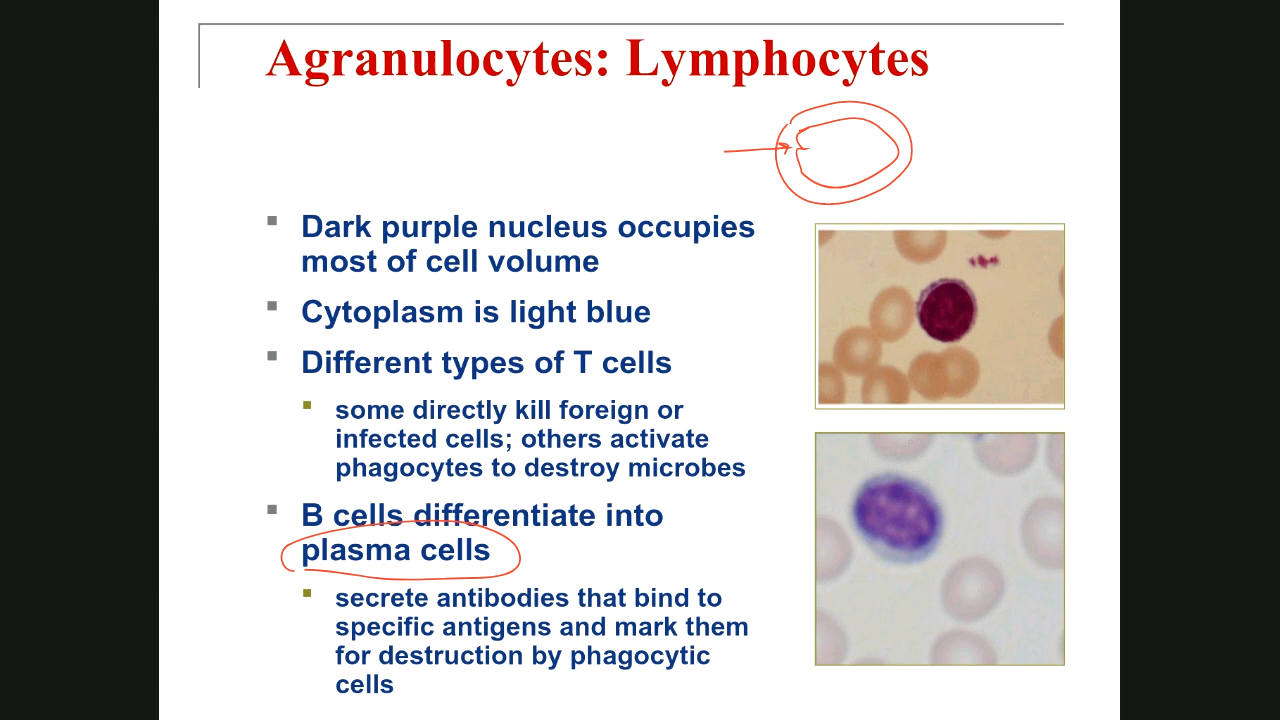 Agranulocytes: Lymphocytes
Dark purple nucleus occupies
most of cell volume
Cytoplasm is light blue
Different types of T cells
some directly kill foreign or
infected cells; others activate
phagocytes to destroy microbes
B cells differentiate into
plasma cells
secrete antibodies that bind to
specific antigens and mark them
for destruction by phagocytic
cells